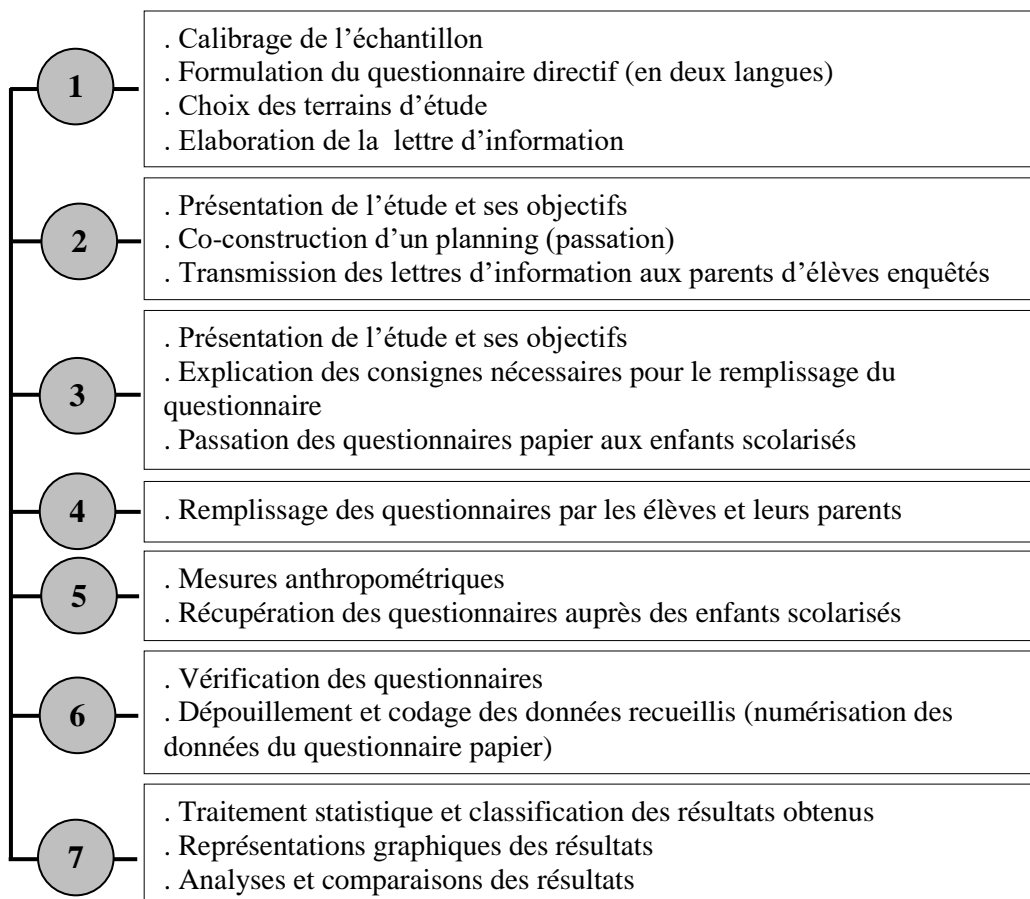 1
. Calibrage de l’échantillon
. Formulation du questionnaire directif (en deux langues)
. Choix des terrains d’étude
. Elaboration de la lettre d’information
2
. Présentation de l’étude et ses objectifs
. Co-construction d’un planning (passation)
. Transmission des lettres d’information aux parents d’élèves enquêtés
3
. Présentation de l’étude et ses objectifs
. Explication des consignes nécessaires pour le remplissage du
questionnaire
. Passation des questionnaires papier aux enfants scolarisés
4
. Remplissage des questionnaires par les élèves et leurs parents
5
. Mesures anthropométriques
. Récupération des questionnaires auprès des enfants scolarisés
6
. Vérification des questionnaires
. Dépouillement et codage des données recueillis (numérisation des
données du questionnaire papier)
7
. Traitement statistique et classification des résultats obtenus
. Représentations graphiques des résultats
. Analyses et comparaisons des résultats